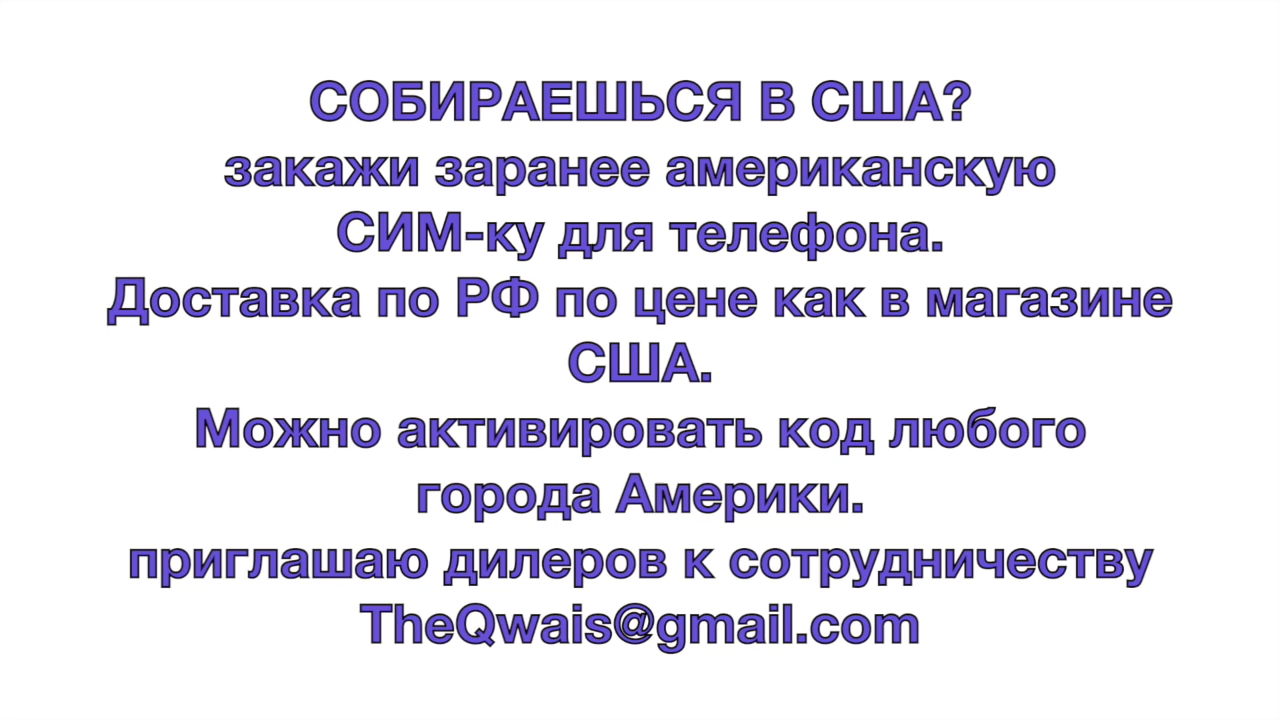 СОБИРАЕШЬСЯ В США?
закажи заранее американскую
СИМ-ку для телефона.
Доставка по РФ по цене как в магазине
США.
Можно активировать код любого
города Америки.
приглашаю дилеров к сотрудничеству
TheQwais@gmail.com